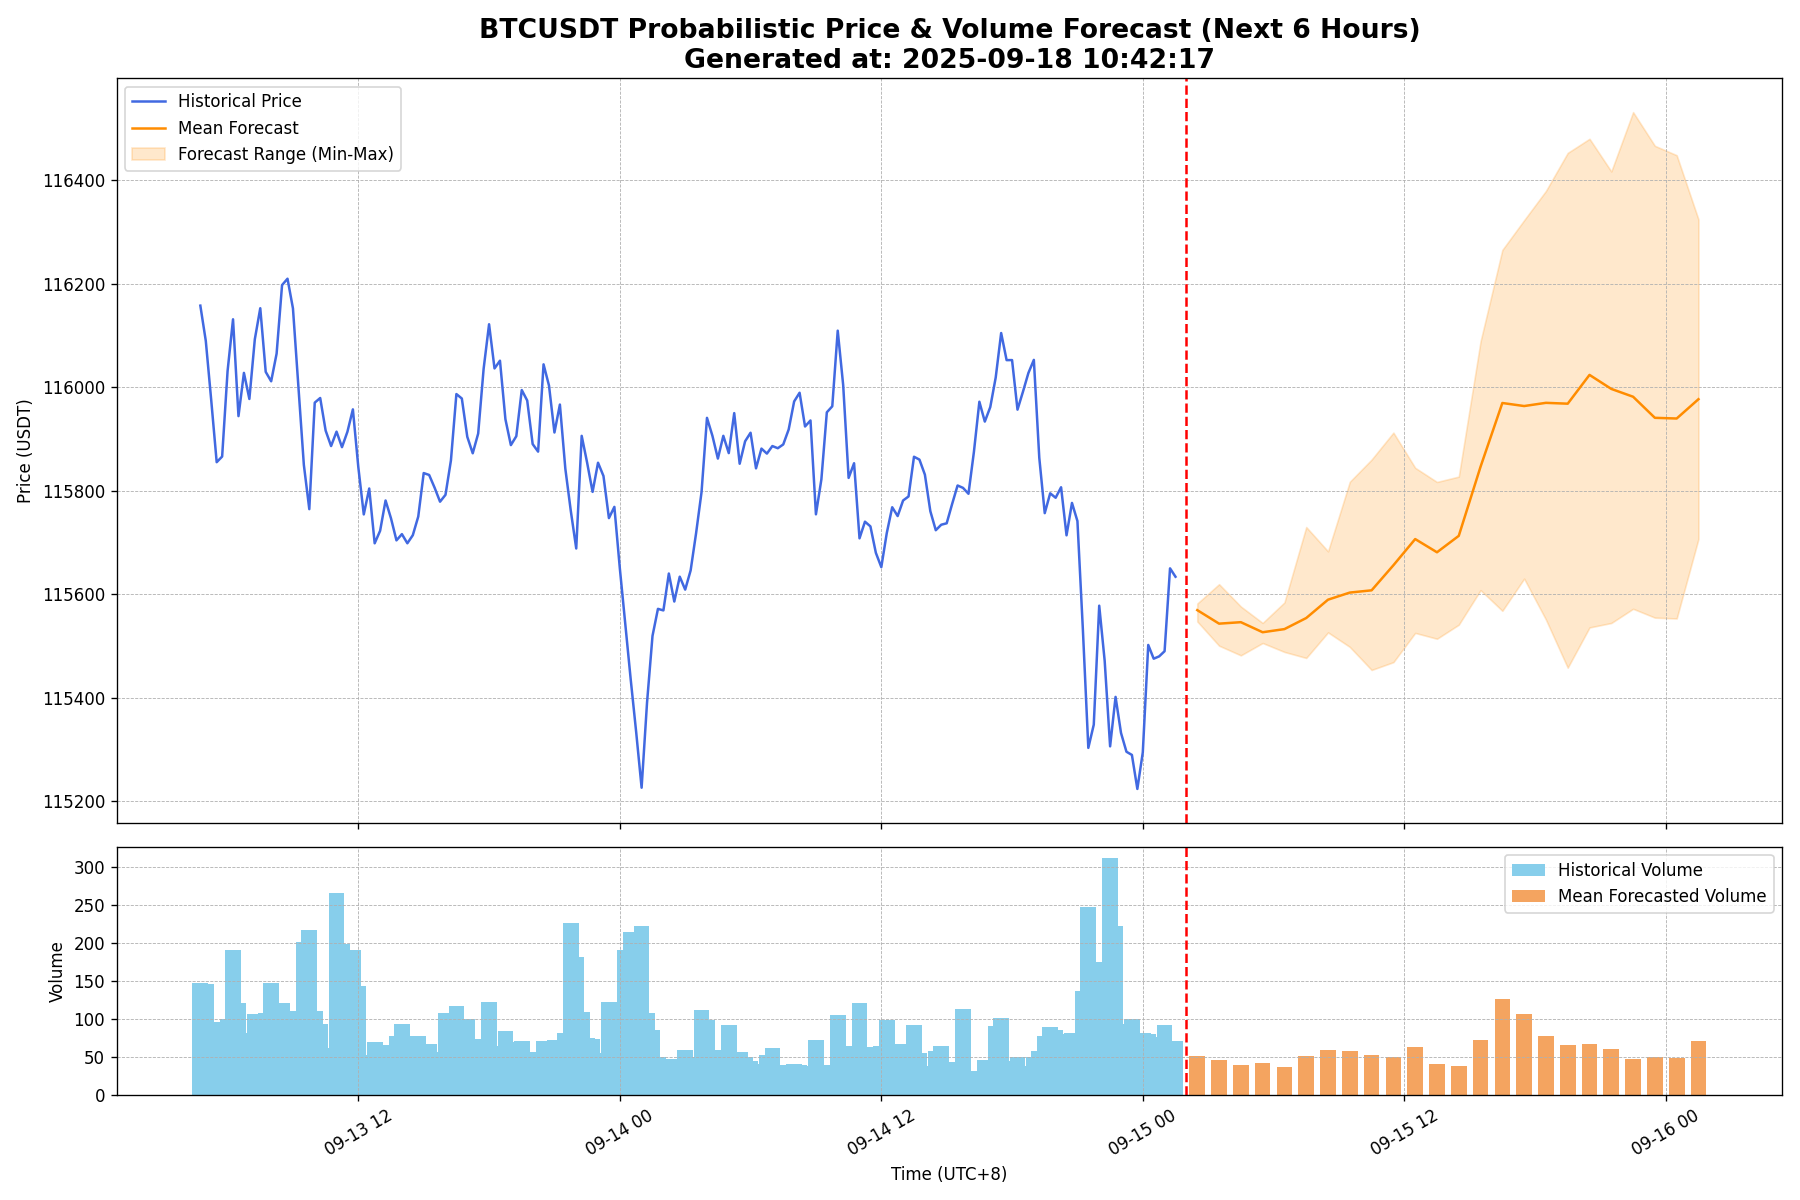 BTCUSDT Probabilistic Price & Volume Forecast (Next 6 Hours)
Generated at: 2025-09-18 10:42:17
Historical Price
Mean Forecast
Forecast Range (Min-Max)
Price (USDT)
116400
116200
116000
115800
115600
115400
115200
Historical Volume
Mean Forecasted Volume
Volume
300
250
200
150
100
50
0
09-13 12
09-14 00
09-14 12
09-15 00
09-15 12
09-16 00
Time (UTC+8)